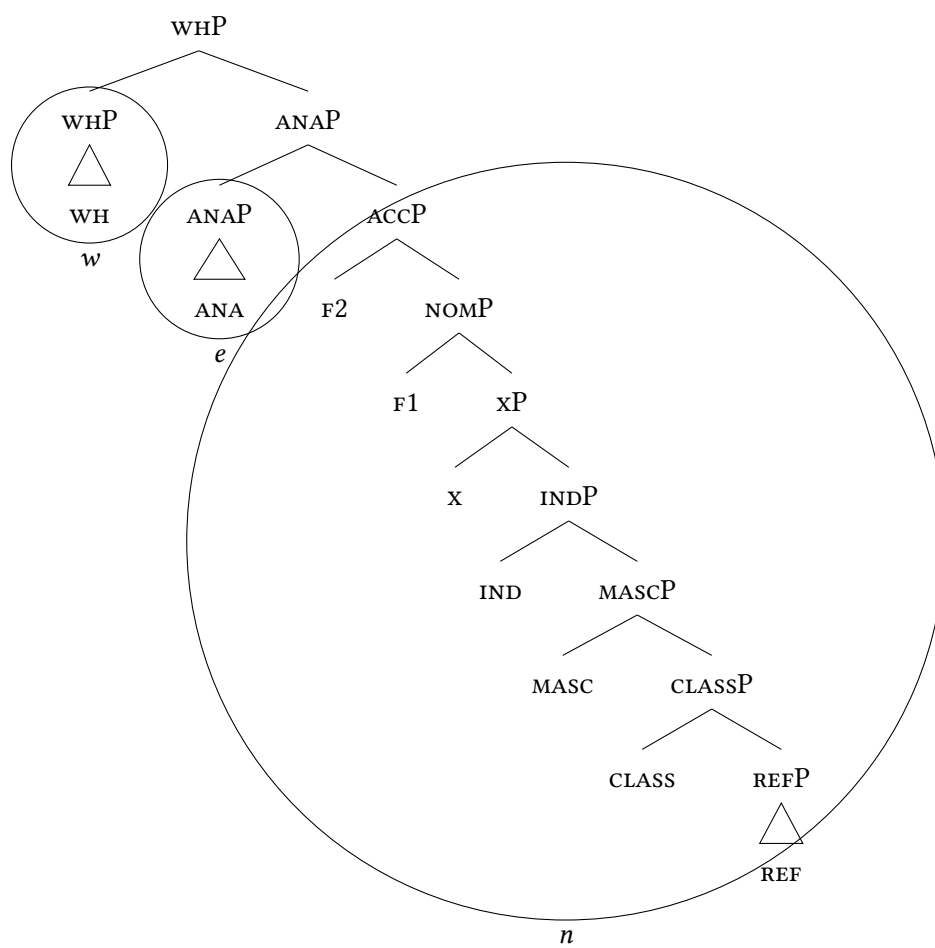 WHP
WHP ANAP
WH ANAP ACCP
w
ANA F2 NOMP
e
F1 XP
X INDP
IND MASCP
MASC CLASSP
CLASS REFP
REF
n